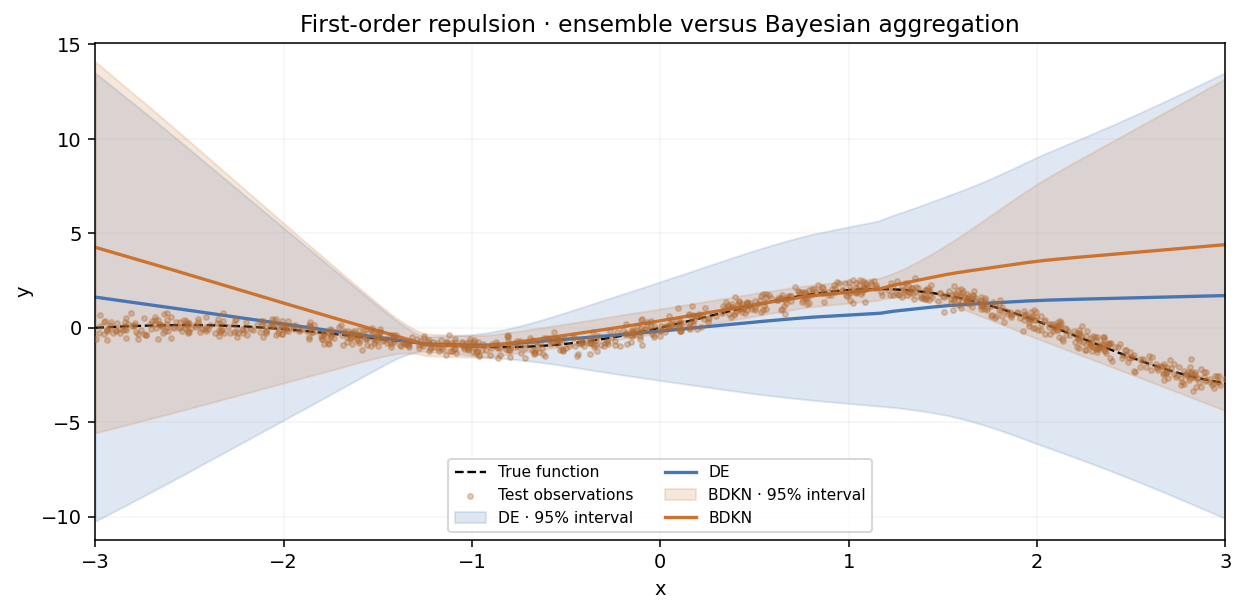 First-order repulsion · ensemble versus Bayesian aggregation
15
10
5
0
−5
−10
y
−3
−2
−1
0
1
2
3
x
True function
Test observations
DE · 95% interval
DE
BDKN · 95% interval
BDKN